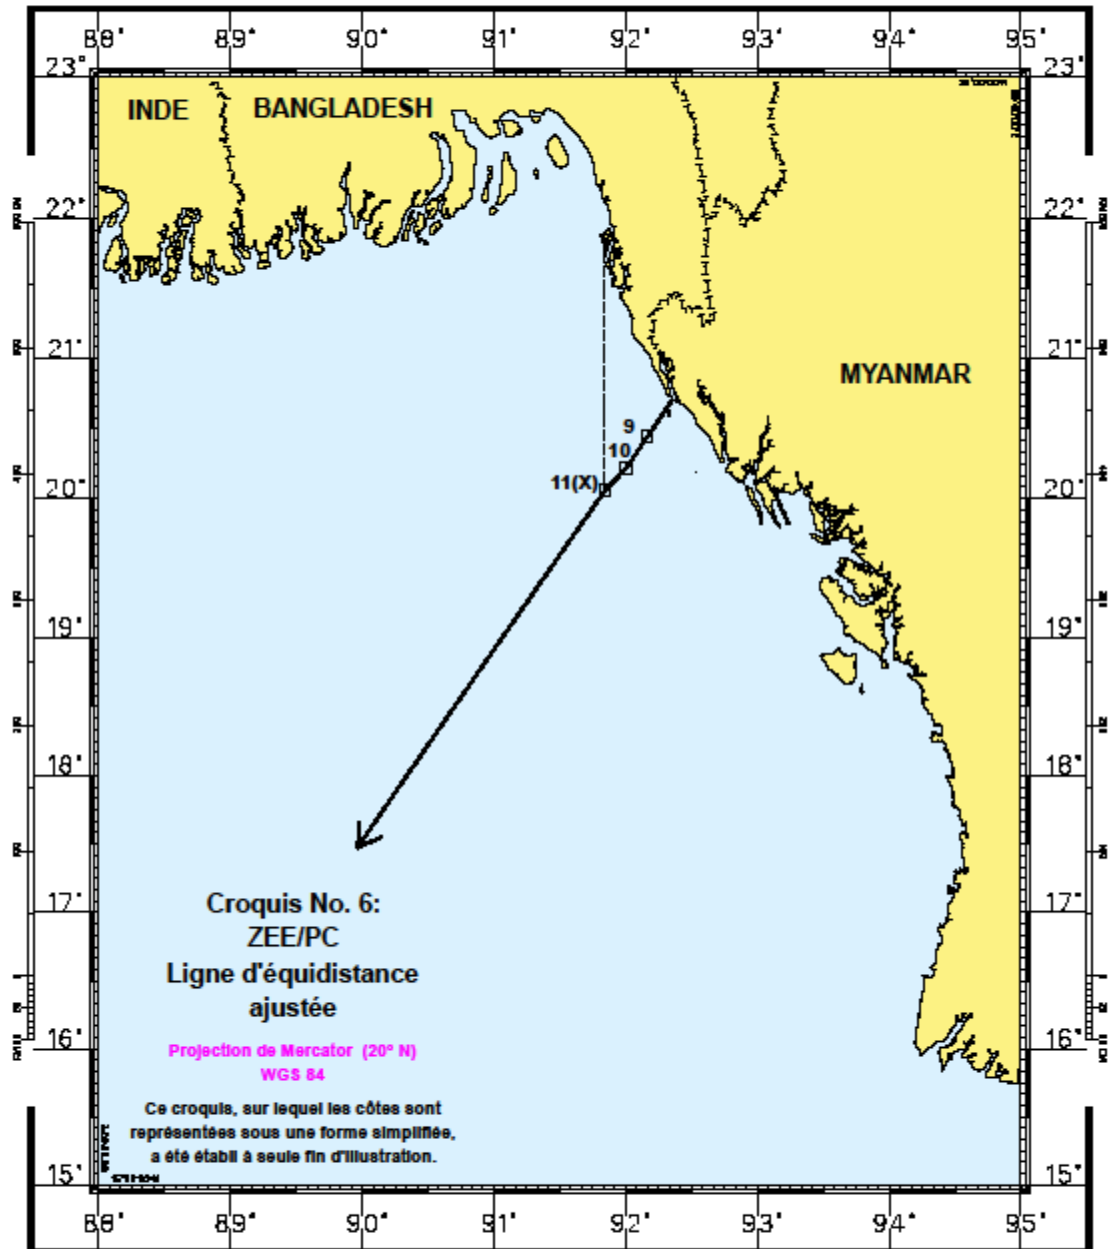 88° 89° 90° 91° 92° 93° 94° 95°
23° 23°
INDE BANGLADESH
22° 22°
21° 21°
MYANMAR
9
10
11(X)
20° 20°
19° 19°
18° 18°
17° 17°
Croquis No. 6:
ZEE/PC
Ligne d'équidistance
ajustée
16° 16°
Projection de Mercator (20° N)
WGS 84
Ce croquis, sur lequel les côtes sont
représentées sous une forme simplifiée,
a été établi à seule fin d'illustration.
15° 15°
88° 89° 90° 91° 92° 93° 94° 95°